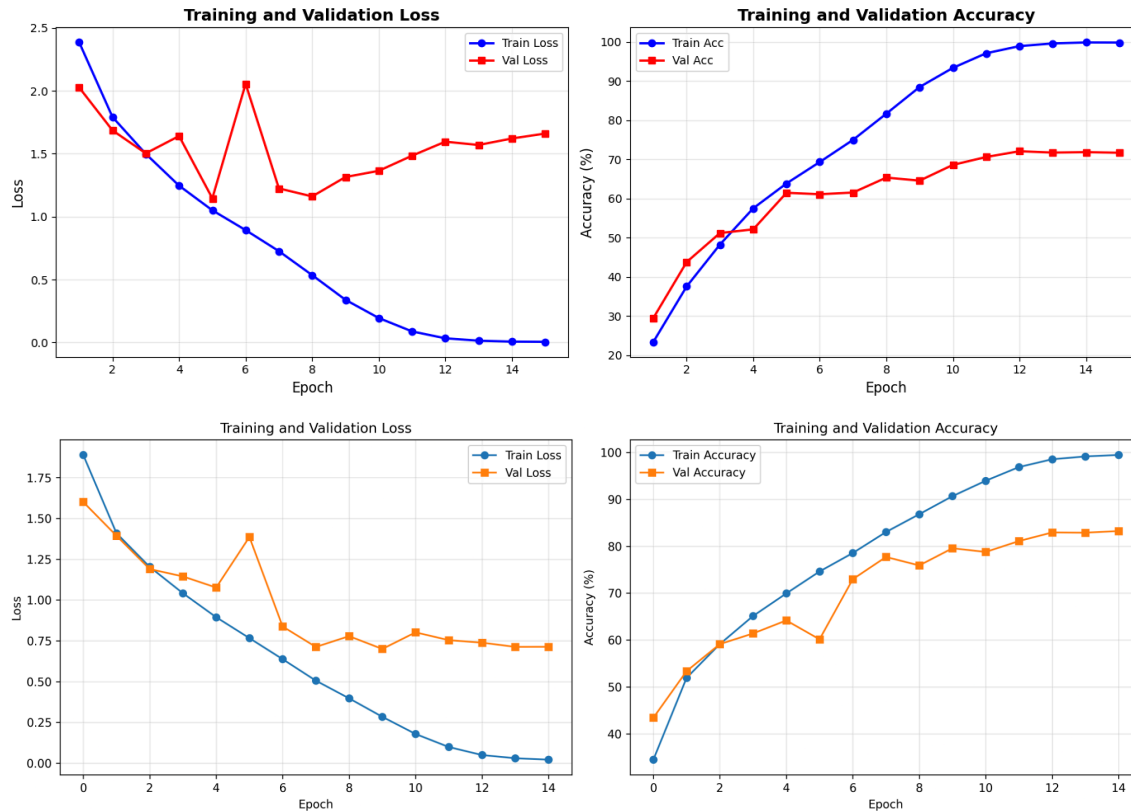 Training and Validation Loss
Train Loss
Val Loss
2.5
2.0
1.5
1.0
0.5
0.0
Loss
2 4 6 8 10 12 14
Epoch
Training and Validation Accuracy
Train Acc
Val Acc
100
90
80
70
60
50
40
30
20
Accuracy (%)
2 4 6 8 10 12 14
Epoch
Training and Validation Loss
Train Loss
Val Loss
1.75
1.50
1.25
1.00
0.75
0.50
0.25
0.00
Loss
0 2 4 6 8 10 12 14
Epoch
Training and Validation Accuracy
Train Accuracy
Val Accuracy
100
90
80
70
60
50
40
Accuracy (%)
0 2 4 6 8 10 12 14
Epoch